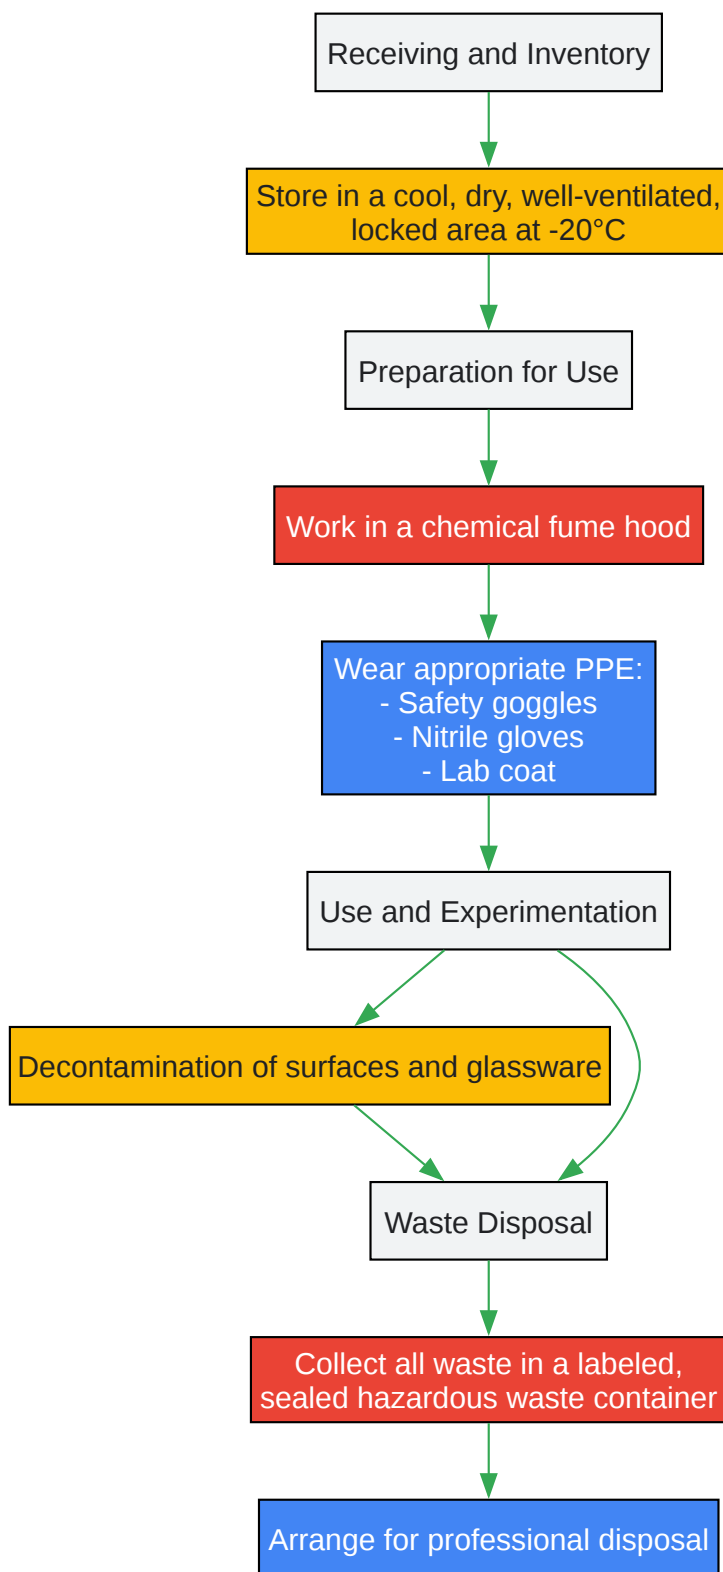 Receiving and Inventory
Store in a cool, dry, well-ventilated,
locked area at -20°C
Preparation for Use
Work in a chemical fume hood
Wear appropriate PPE:
- Safety goggles
- Nitrile gloves
- Lab coat
Use and Experimentation
Decontamination of surfaces and glassware
Waste Disposal
Collect all waste in a labeled,
sealed hazardous waste container
Arrange for professional disposal